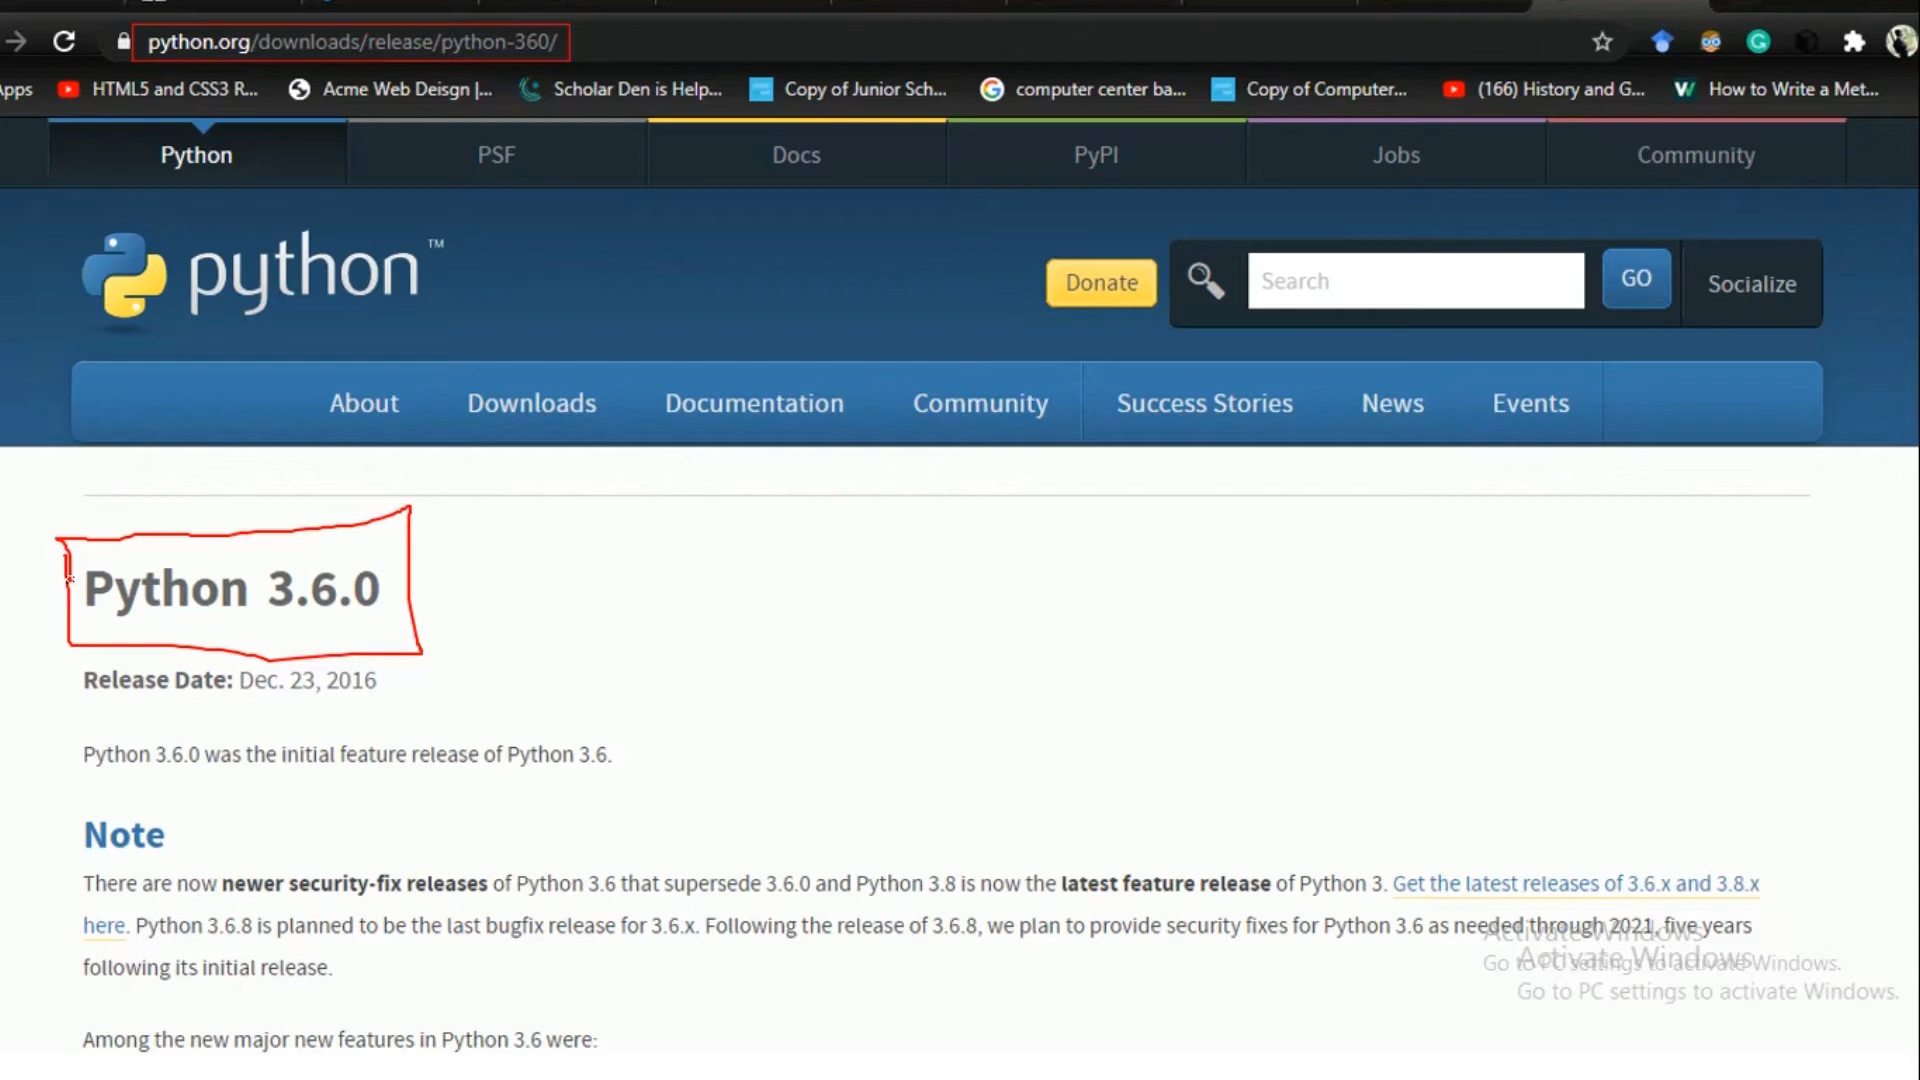 python.org/downloads/release/python-360/
Apps
HTML5 and CSS3 R...
Acme Web Deisgn |...
Scholar Den is Help...
Copy of Junior Sch...
computer center ba...
Copy of Computer...
(166) History and G...
How to Write a Met...
Python
PSF
Docs
PyPI
Jobs
Community
python™
Donate
Search
GO
Socialize
About
Downloads
Documentation
Community
Success Stories
News
Events
Python 3.6.0
Release Date: Dec. 23, 2016
Python 3.6.0 was the initial feature release of Python 3.6.
Note
There are now newer security-fix releases of Python 3.6 that supersede 3.6.0 and Python 3.8 is now the latest feature release of Python 3. Get the latest releases of 3.6.x and 3.8.x
here. Python 3.6.8 is planned to be the last bugfix release for 3.6.x. Following the release of 3.6.8, we plan to provide security fixes for Python 3.6 as needed through 2021, five years
following its initial release.
Activate Windows
Go to PC settings to activate Windows.
Activate Windows
Go to PC settings to activate Windows.
Among the new major new features in Python 3.6 were: